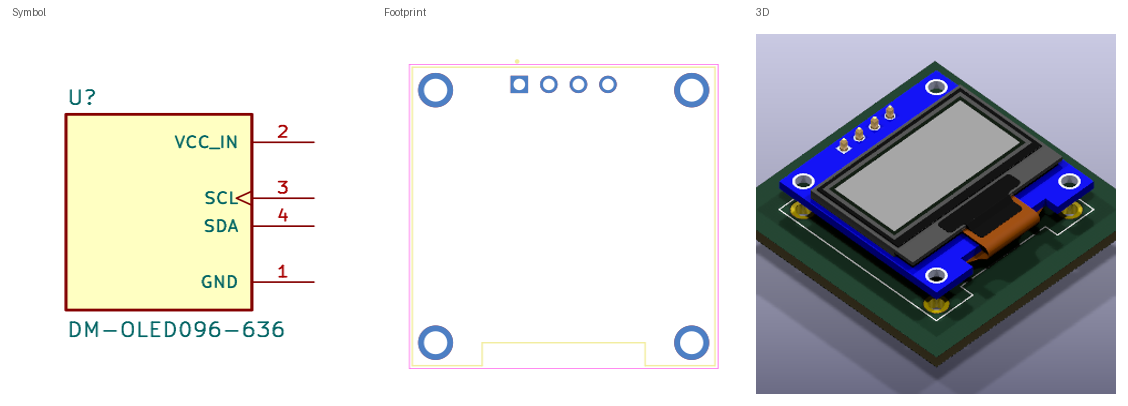 Symbol
Footprint
3D
U?
VCC_IN 2
SCL 3
SDA 4
GND 1
DM-OLED096-636